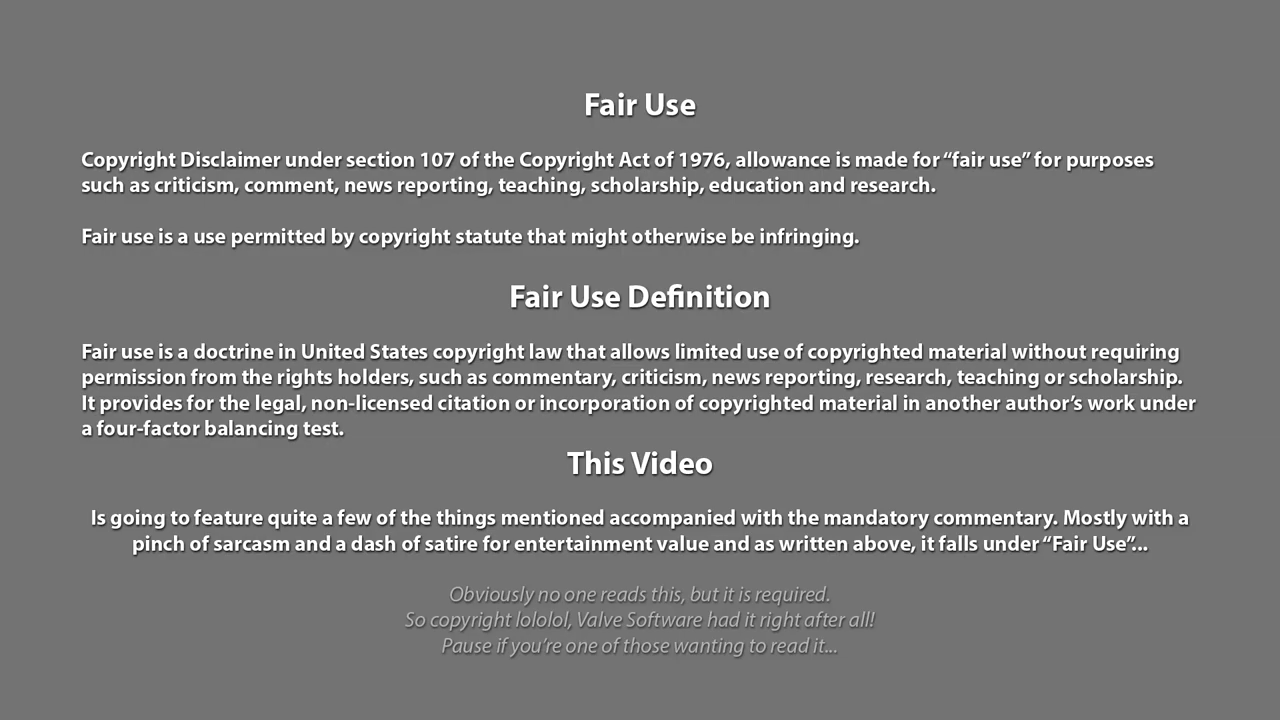 Fair Use
Copyright Disclaimer under section 107 of the Copyright Act of 1976, allowance is made for “fair use” for purposes
such as criticism, comment, news reporting, teaching, scholarship, education and research.
Fair use is a use permitted by copyright statute that might otherwise be infringing.
Fair Use Definition
Fair use is a doctrine in United States copyright law that allows limited use of copyrighted material without requiring
permission from the rights holders, such as commentary, criticism, news reporting, research, teaching or scholarship.
It provides for the legal, non-licensed citation or incorporation of copyrighted material in another author’s work under
a four-factor balancing test.
This Video
Is going to feature quite a few of the things mentioned accompanied with the mandatory commentary. Mostly with a
pinch of sarcasm and a dash of satire for entertainment value and as written above, it falls under “Fair Use”...
Obviously no one reads this, but it is required.
So copyright lololol, Valve Software had it right after all!
Pause if you’re one of those wanting to read it...